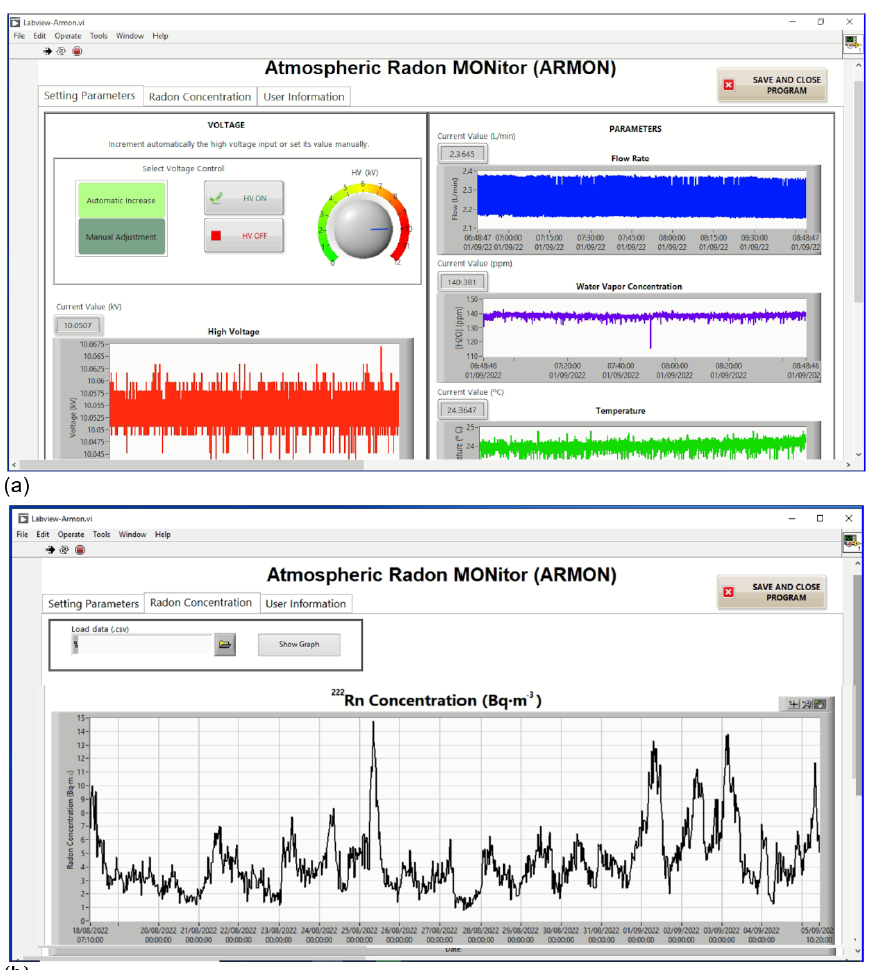 Labview-Armon.vi
File Edit Operate Tools Window Help
Atmospheric Radon MONitor (ARMON)
SAVE AND CLOSE
PROGRAM
Setting Parameters Radon Concentration User Information
VOLTAGE
Increment automatically the high voltage input or set its value manually.
Select Voltage Control
Automatic Increase
Manual Adjustment
HV ON
HV OFF
HV (kV)
0 1 2 3 4 5 6 7 8 10 12
Current Value (kV)
10.0507
High Voltage
Voltage (kV)
10.0675
10.065
10.0625
10.06
10.0575
10.055
10.0525
10.05
10.0475
10.045
PARAMETERS
Current Value (L/min)
2.3645
Flow Rate
Flow (L/min)
2.4
2.3
2.2
2.1
06:48:47 07:00:00 07:15:00 07:30:00 07:45:00 08:00:00 08:15:00 08:30:00 08:48:47
01/09/22 01/09/22 01/09/22 01/09/22 01/09/22 01/09/22 01/09/22 01/09/22 01/09/22
Current Value (ppm)
140.381
Water Vapor Concentration
[H2O] (ppm)
150
140
130
120
110
06:48:46 07:20:00 07:40:00 08:00:00 08:20:00 08:48:46
01/09/2022 01/09/2022 01/09/2022 01/09/2022 01/09/2022 01/09/202
Current Value (ºC)
24.3647
Temperature
25
24
(a)
Labview-Armon.vi
File Edit Operate Tools Window Help
Atmospheric Radon MONitor (ARMON)
SAVE AND CLOSE
PROGRAM
Setting Parameters Radon Concentration User Information
Load data (.csv)
Show Graph
²²²Rn Concentration (Bq·m⁻³)
Radon Concentration (Bq·m-)
15
14
13
12
11
10
9
8
7
6
5
4
3
2
1
0
18/08/2022 20/08/2022 21/08/2022 22/08/2022 23/08/2022 24/08/2022 25/08/2022 26/08/2022 27/08/2022 28/08/2022 29/08/2022 30/08/2022 31/08/2022 01/09/2022 02/09/2022 03/09/2022 04/09/2022 05/09/202
07:10:00 00:00:00 00:00:00 00:00:00 00:00:00 00:00:00 00:00:00 00:00:00 00:00:00 00:00:00 00:00:00 00:00:00 00:00:00 00:00:00 00:00:00 00:00:00 00:00:00 10:20:00
Date